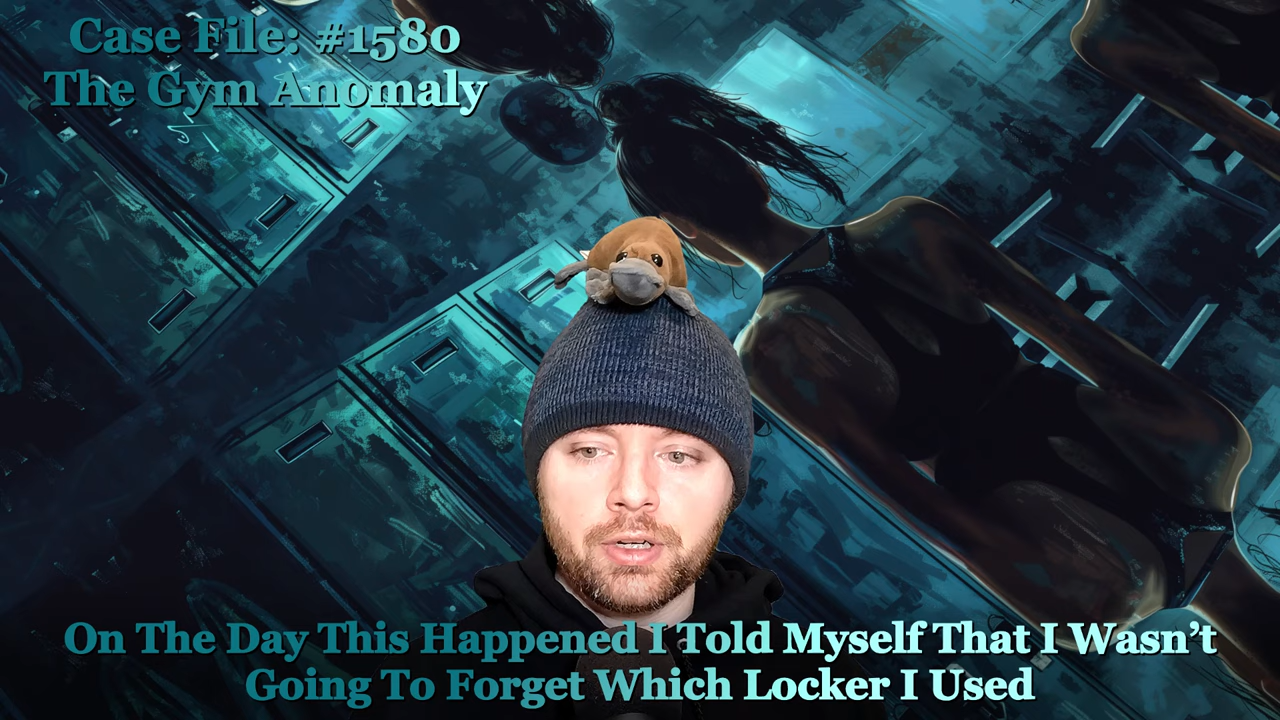 Case File: #1580
The Gym Anomaly
On The Day This Happened I Told Myself That I Wasn't
Going To Forget Which Locker I Used